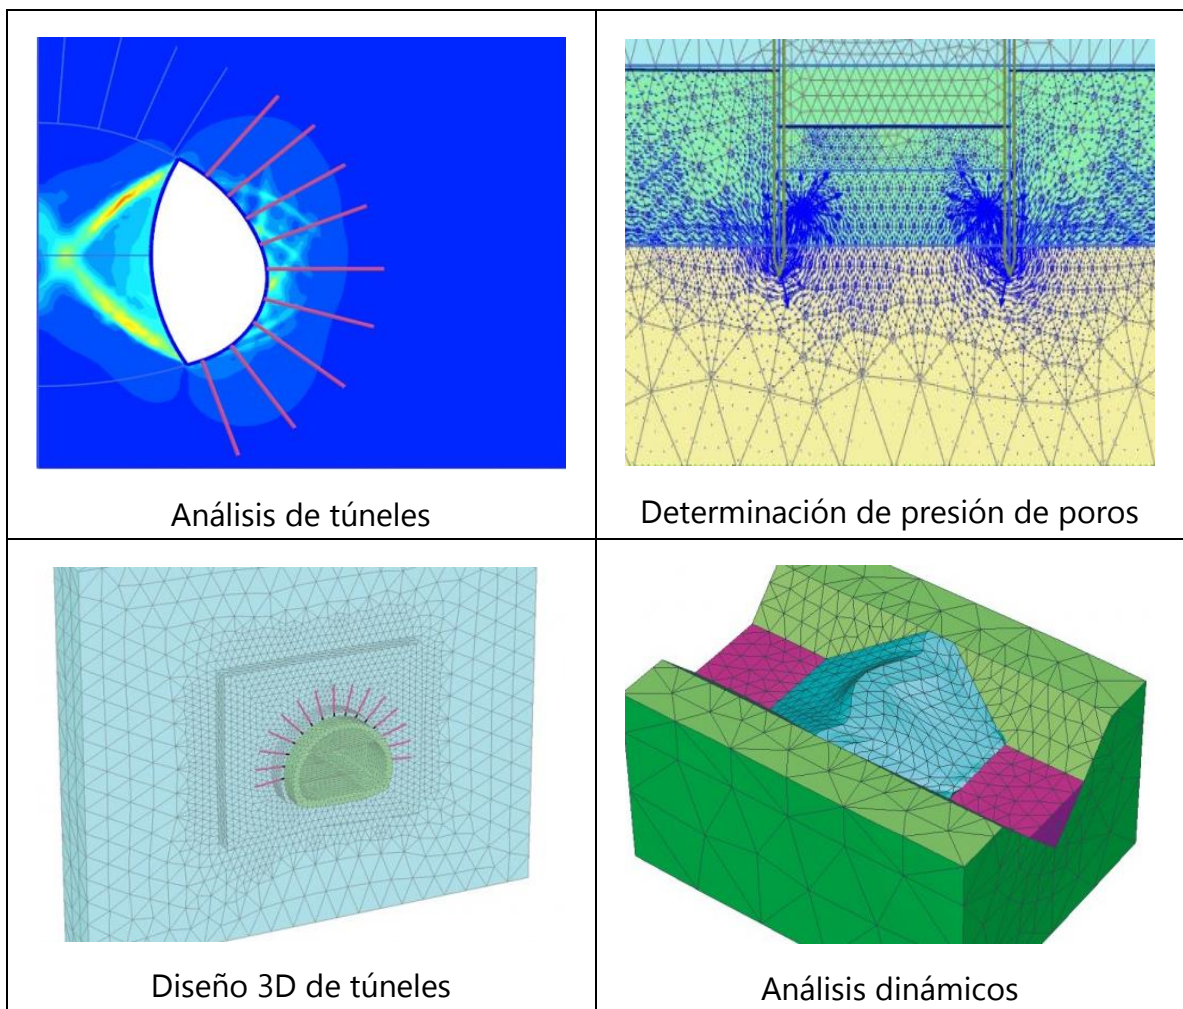 Análisis de túneles
Determinación de presión de poros
Diseño 3D de túneles
Análisis dinámicos